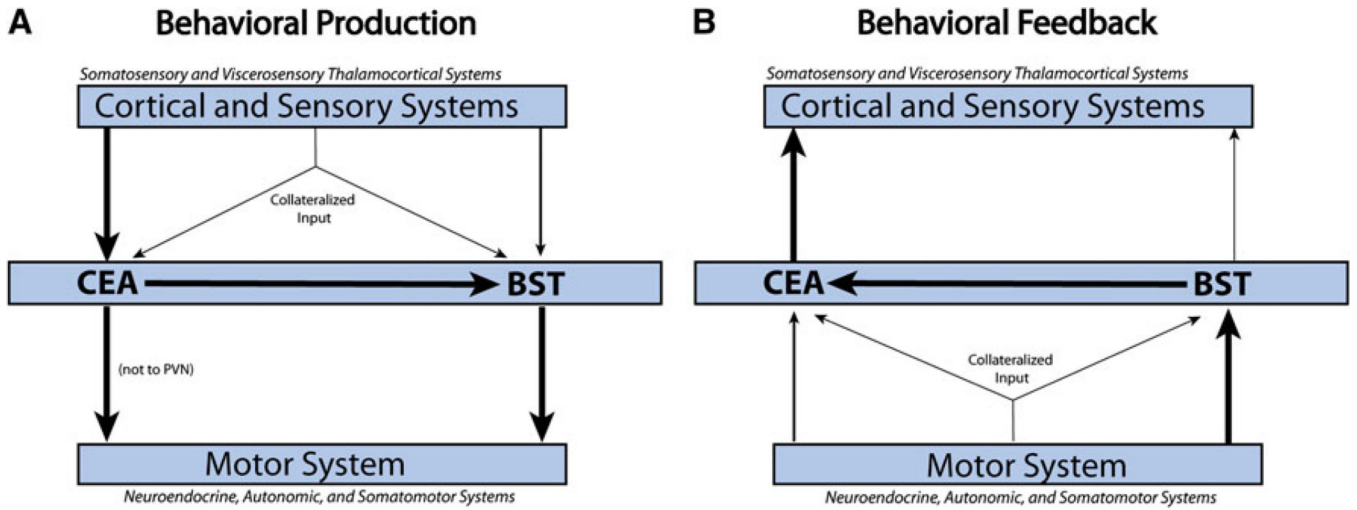 A
Behavioral Production
Somatosensory and Viscerosensory Thalamocortical Systems
Cortical and Sensory Systems
Collateralized
Input
CEA
BST
(not to PVN)
Motor System
Neuroendocrine, Autonomic, and Somatomotor Systems
B
Behavioral Feedback
Somatosensory and Viscerosensory Thalamocortical Systems
Cortical and Sensory Systems
CEA
BST
Collateralized
Input
Motor System
Neuroendocrine, Autonomic, and Somatomotor Systems